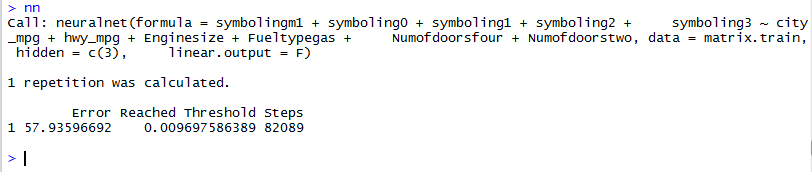 > nn
Call: neuralnet(formula = symbolingm1 + symboling0 + symboling1 + symboling2 +     symboling3 ~ city
_mpg + hwy_mpg + Enginesize + Fueltypegas +     Numofdoorsfour + Numofdoorstwo, data = matrix.train,
 hidden = c(3),     linear.output = F)
1 repetition was calculated.
        Error Reached Threshold Steps
1 57.93596692    0.009697586389 82089
>